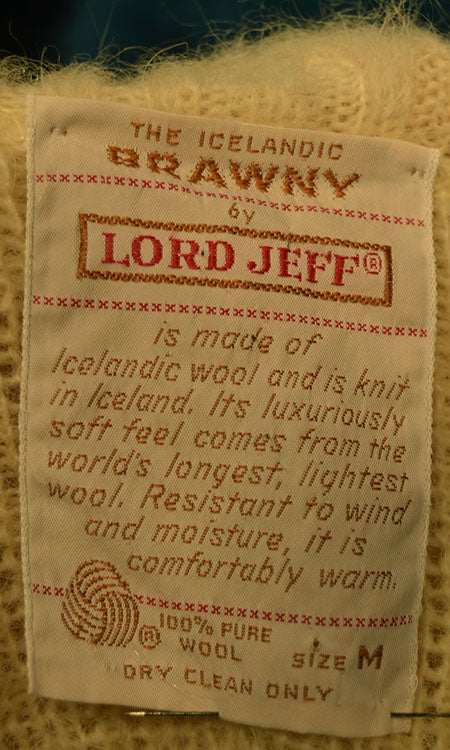 THE ICELANDIC
BRAWNY
by
LORD JEFF®
is made of
Icelandic wool and is knit
in Iceland. Its luxuriously
soft feel comes from the
world's longest, lightest
wool. Resistant to wind
and moisture, it is
comfortably warm.
® 100% PURE
WOOL
SIZE M
DRY CLEAN ONLY